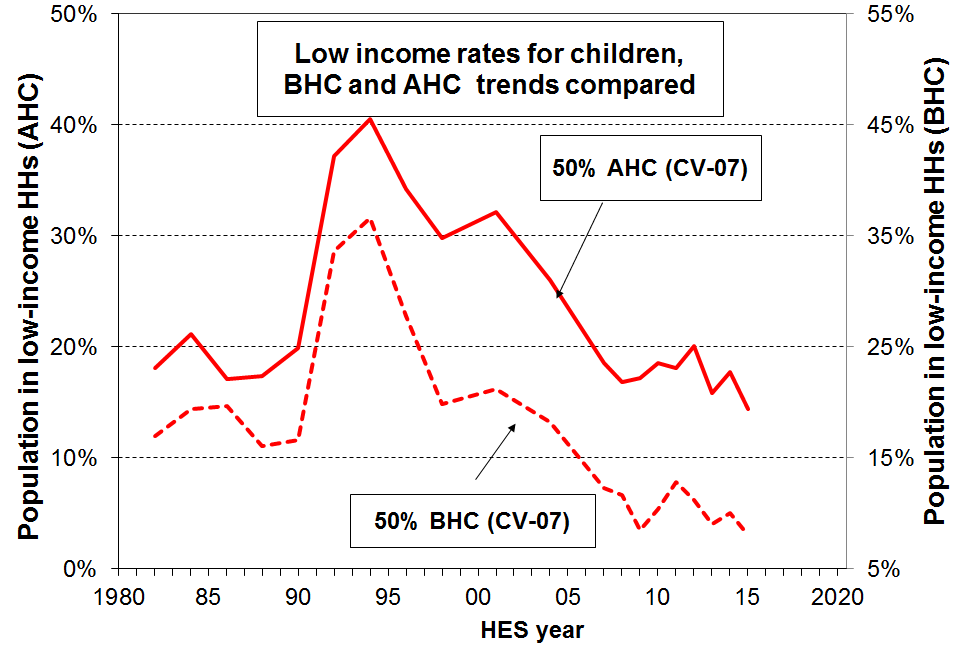 Low income rates for children,
BHC and AHC trends compared
50% AHC (CV-07)
50% BHC (CV-07)
Population in low-income HHs (AHC)
50%
40%
30%
20%
10%
0%
Population in low-income HHs (BHC)
55%
45%
35%
25%
15%
5%
1980 85 90 95 00 05 10 15 2020
HES year